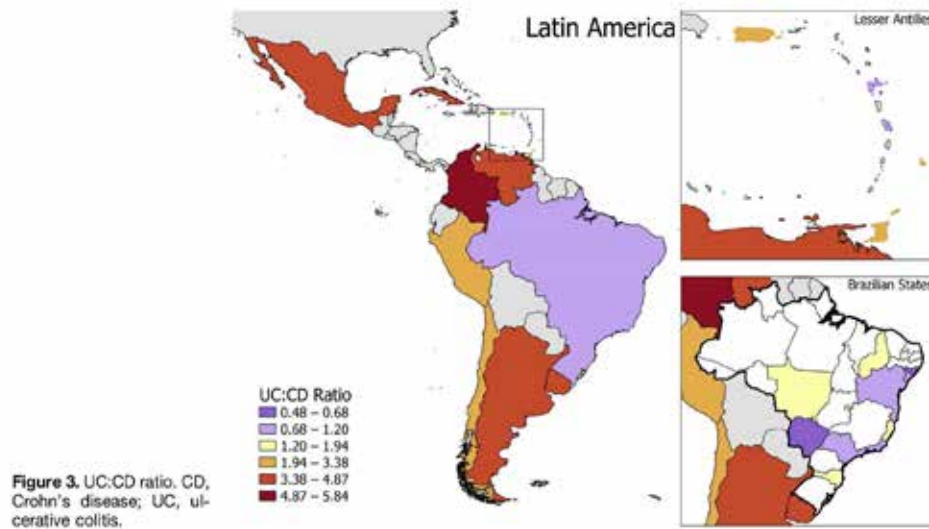 Latin America
Lesser Antilles
Brazilian States
UC:CD Ratio
0.48 – 0.68
0.68 – 1.20
1.20 – 1.94
1.94 – 3.38
3.38 – 4.87
4.87 – 5.84
Figure 3. UC:CD ratio. CD,
Crohn's disease; UC, ul-
cerative colitis.